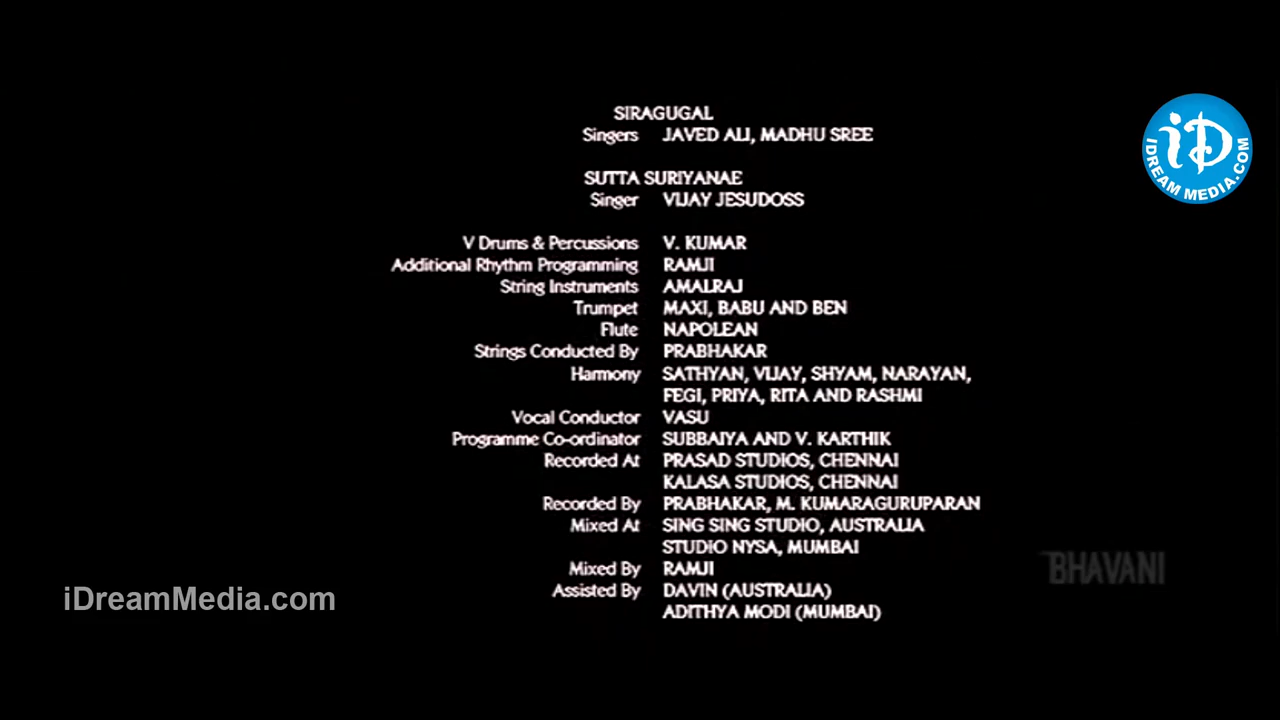 SIRAGUGAL
Singers JAVED ALI, MADHU SREE
SUTTA SURIYANAE
Singer VIJAY JESUDOSS
V Drums & Percussions V. KUMAR
Additional Rhythm Programming RAMJI
String Instruments AMALRAJ
Trumpet MAXI, BABU AND BEN
Flute NAPOLEAN
Strings Conducted By PRABHAKAR
Harmony SATHYAN, VIJAY, SHYAM, NARAYAN,
FEGI, PRIYA, RITA AND RASHMI
Vocal Conductor VASU
Programme Co-ordinator SUBBAIYA AND V. KARTHIK
Recorded At PRASAD STUDIOS, CHENNAI
KALASA STUDIOS, CHENNAI
Recorded By PRABHAKAR, M. KUMARAGURUPARAN
Mixed At SING SING STUDIO, AUSTRALIA
STUDIO NYSA, MUMBAI
Mixed By RAMJI
Assisted By DAVIN (AUSTRALIA)
ADITHYA MODI (MUMBAI)
iD
IDREAM MEDIA.COM
BHAVANI
iDreamMedia.com